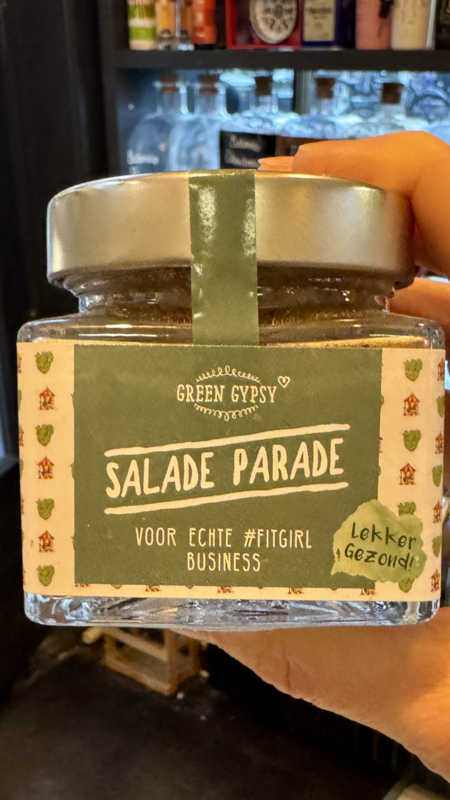 GREEN GYPSY
SALADE PARADE
VOOR ECHTE #FITGIRL
BUSINESS
Lekker
Gezond!